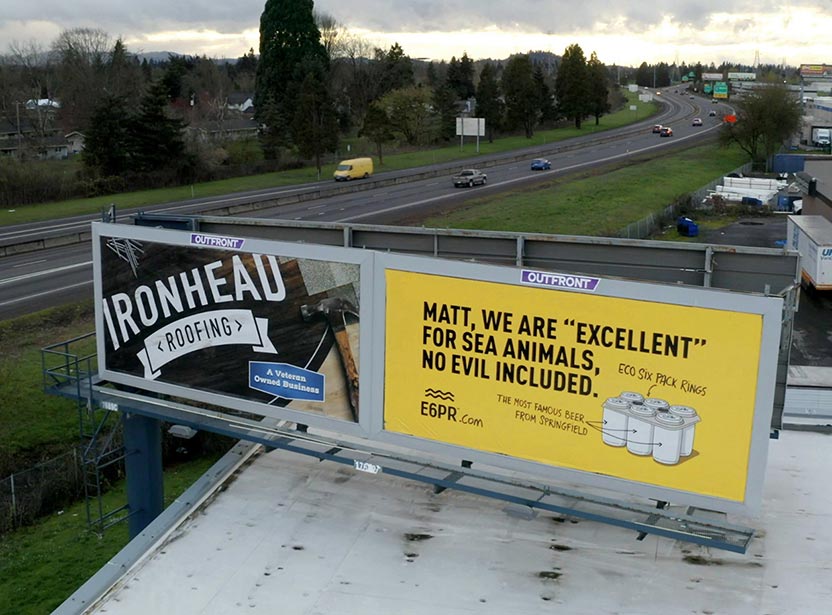 OUTFRONT
IRONHEAD
<ROOFING>
A Veteran
Owned Business
OUTFRONT
MATT, WE ARE “EXCELLENT”
FOR SEA ANIMALS,
NO EVIL INCLUDED.
ECO SIX PACK RINGS
THE MOST FAMOUS BEER
FROM SPRINGFIELD
E6PR.com